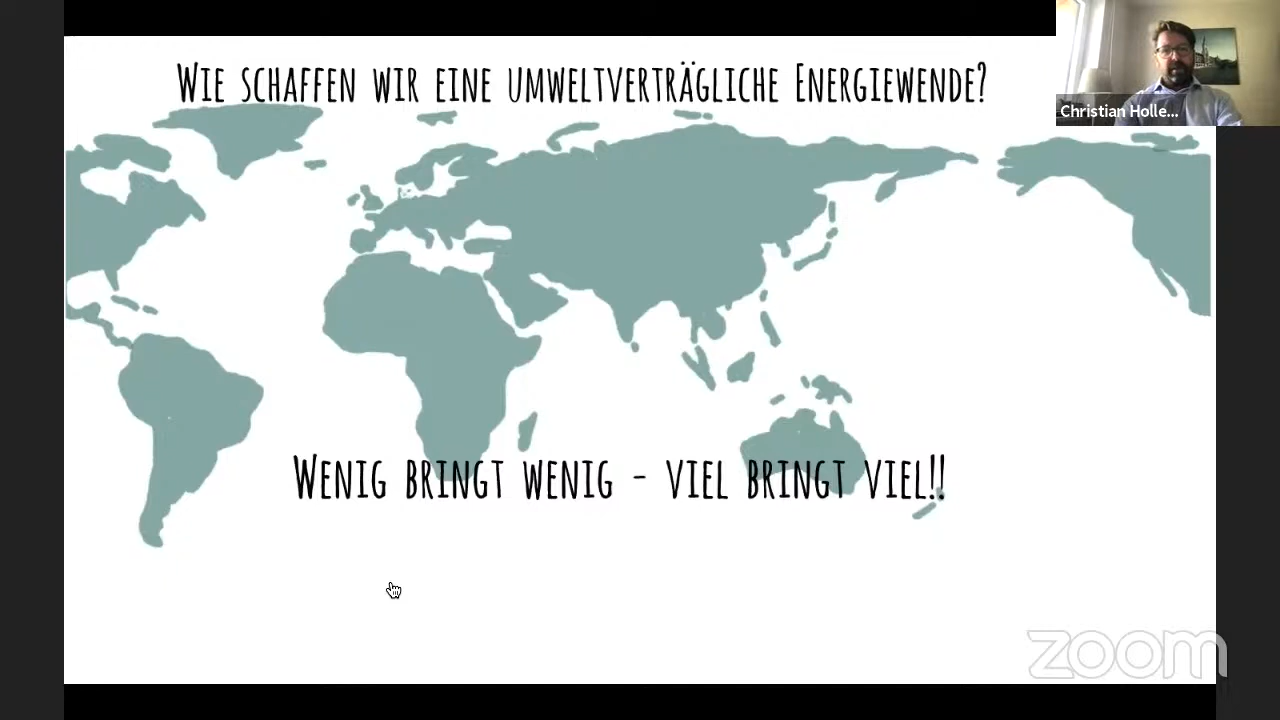 Wie schaffen wir eine umweltverträgliche Energiewende?
Christian Holle...
Wenig bringt wenig - viel bringt viel!!
zoom